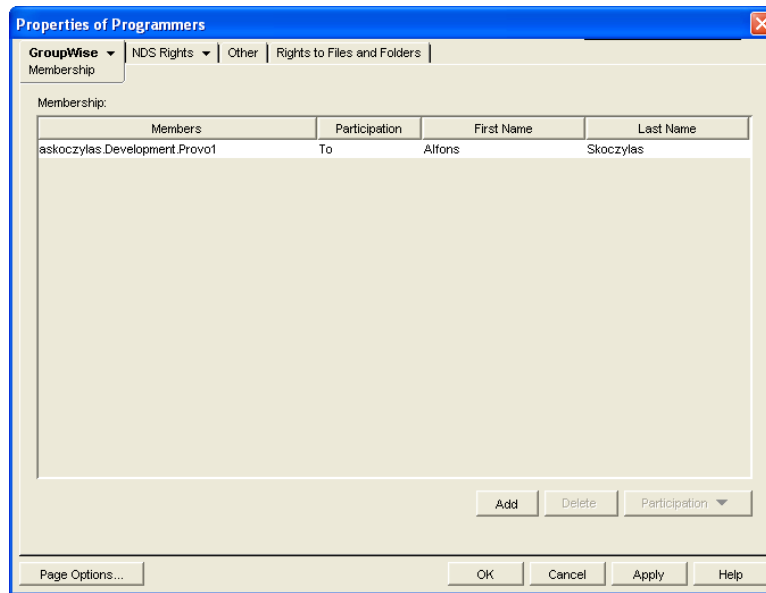 Properties of Programmers
GroupWise NDS Rights Other Rights to Files and Folders
Membership
Membership:
Members Participation First Name Last Name
askoczylas.Development.Provo1 To Alfons Skoczylas
Add Delete Participation
Page Options... OK Cancel Apply Help